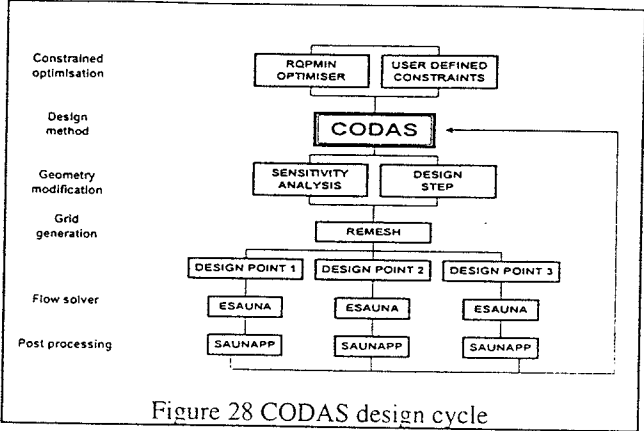 Constrained
optimisation
RQPMIN
OPTIMISER
USER DEFINED
CONSTRAINTS
Design
method
CODAS
Geometry
modification
SENSITIVITY
ANALYSIS
DESIGN
STEP
Grid
generation
REMESH
DESIGN POINT 1
DESIGN POINT 2
DESIGN POINT 3
Flow solver
ESAUNA
ESAUNA
ESAUNA
Post processing
SAUNAPP
SAUNAPP
SAUNAPP
Figure 28 CODAS design cycle